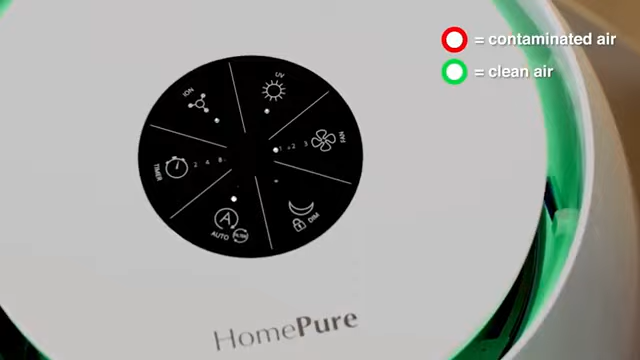 = contaminated air
= clean air
UV
ION
FAN
1 2 3
TIMER
2 4 8
DIM
A
AUTO
HomePure